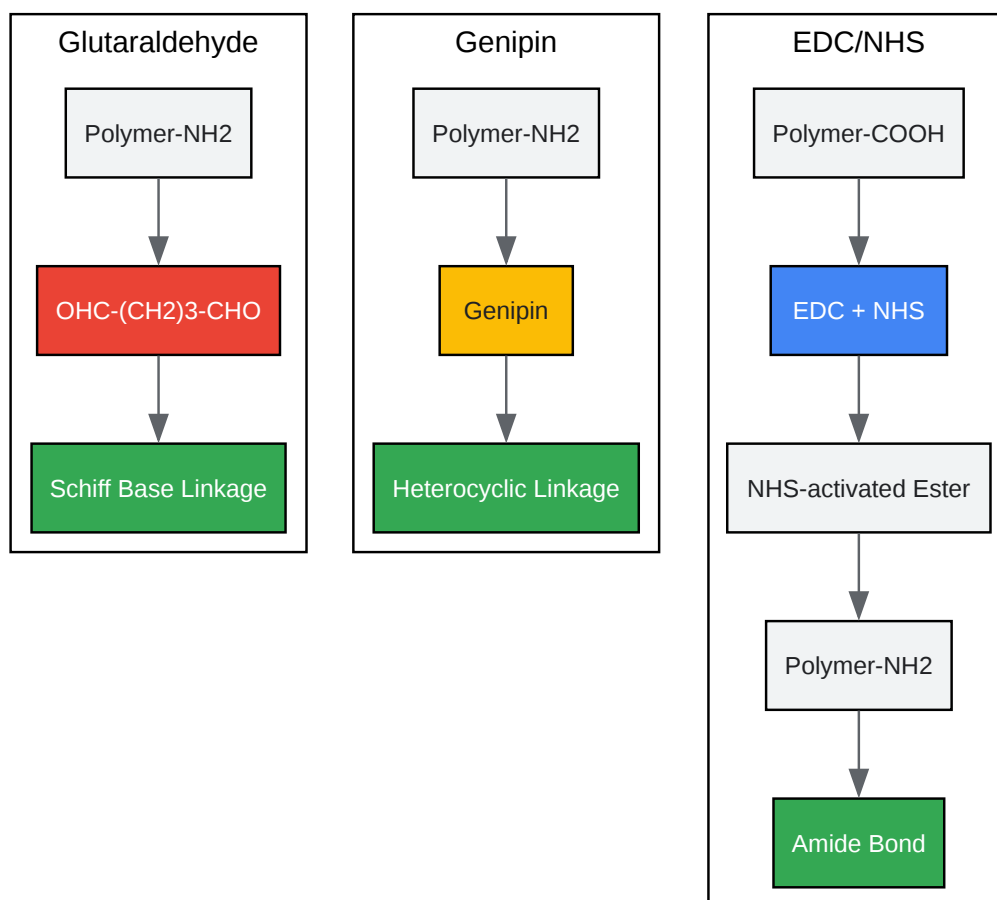 Glutaraldehyde
Polymer-NH2
OHC-(CH2)3-CHO
Schiff Base Linkage
Genipin
Polymer-NH2
Genipin
Heterocyclic Linkage
EDC/NHS
Polymer-COOH
EDC + NHS
NHS-activated Ester
Polymer-NH2
Amide Bond